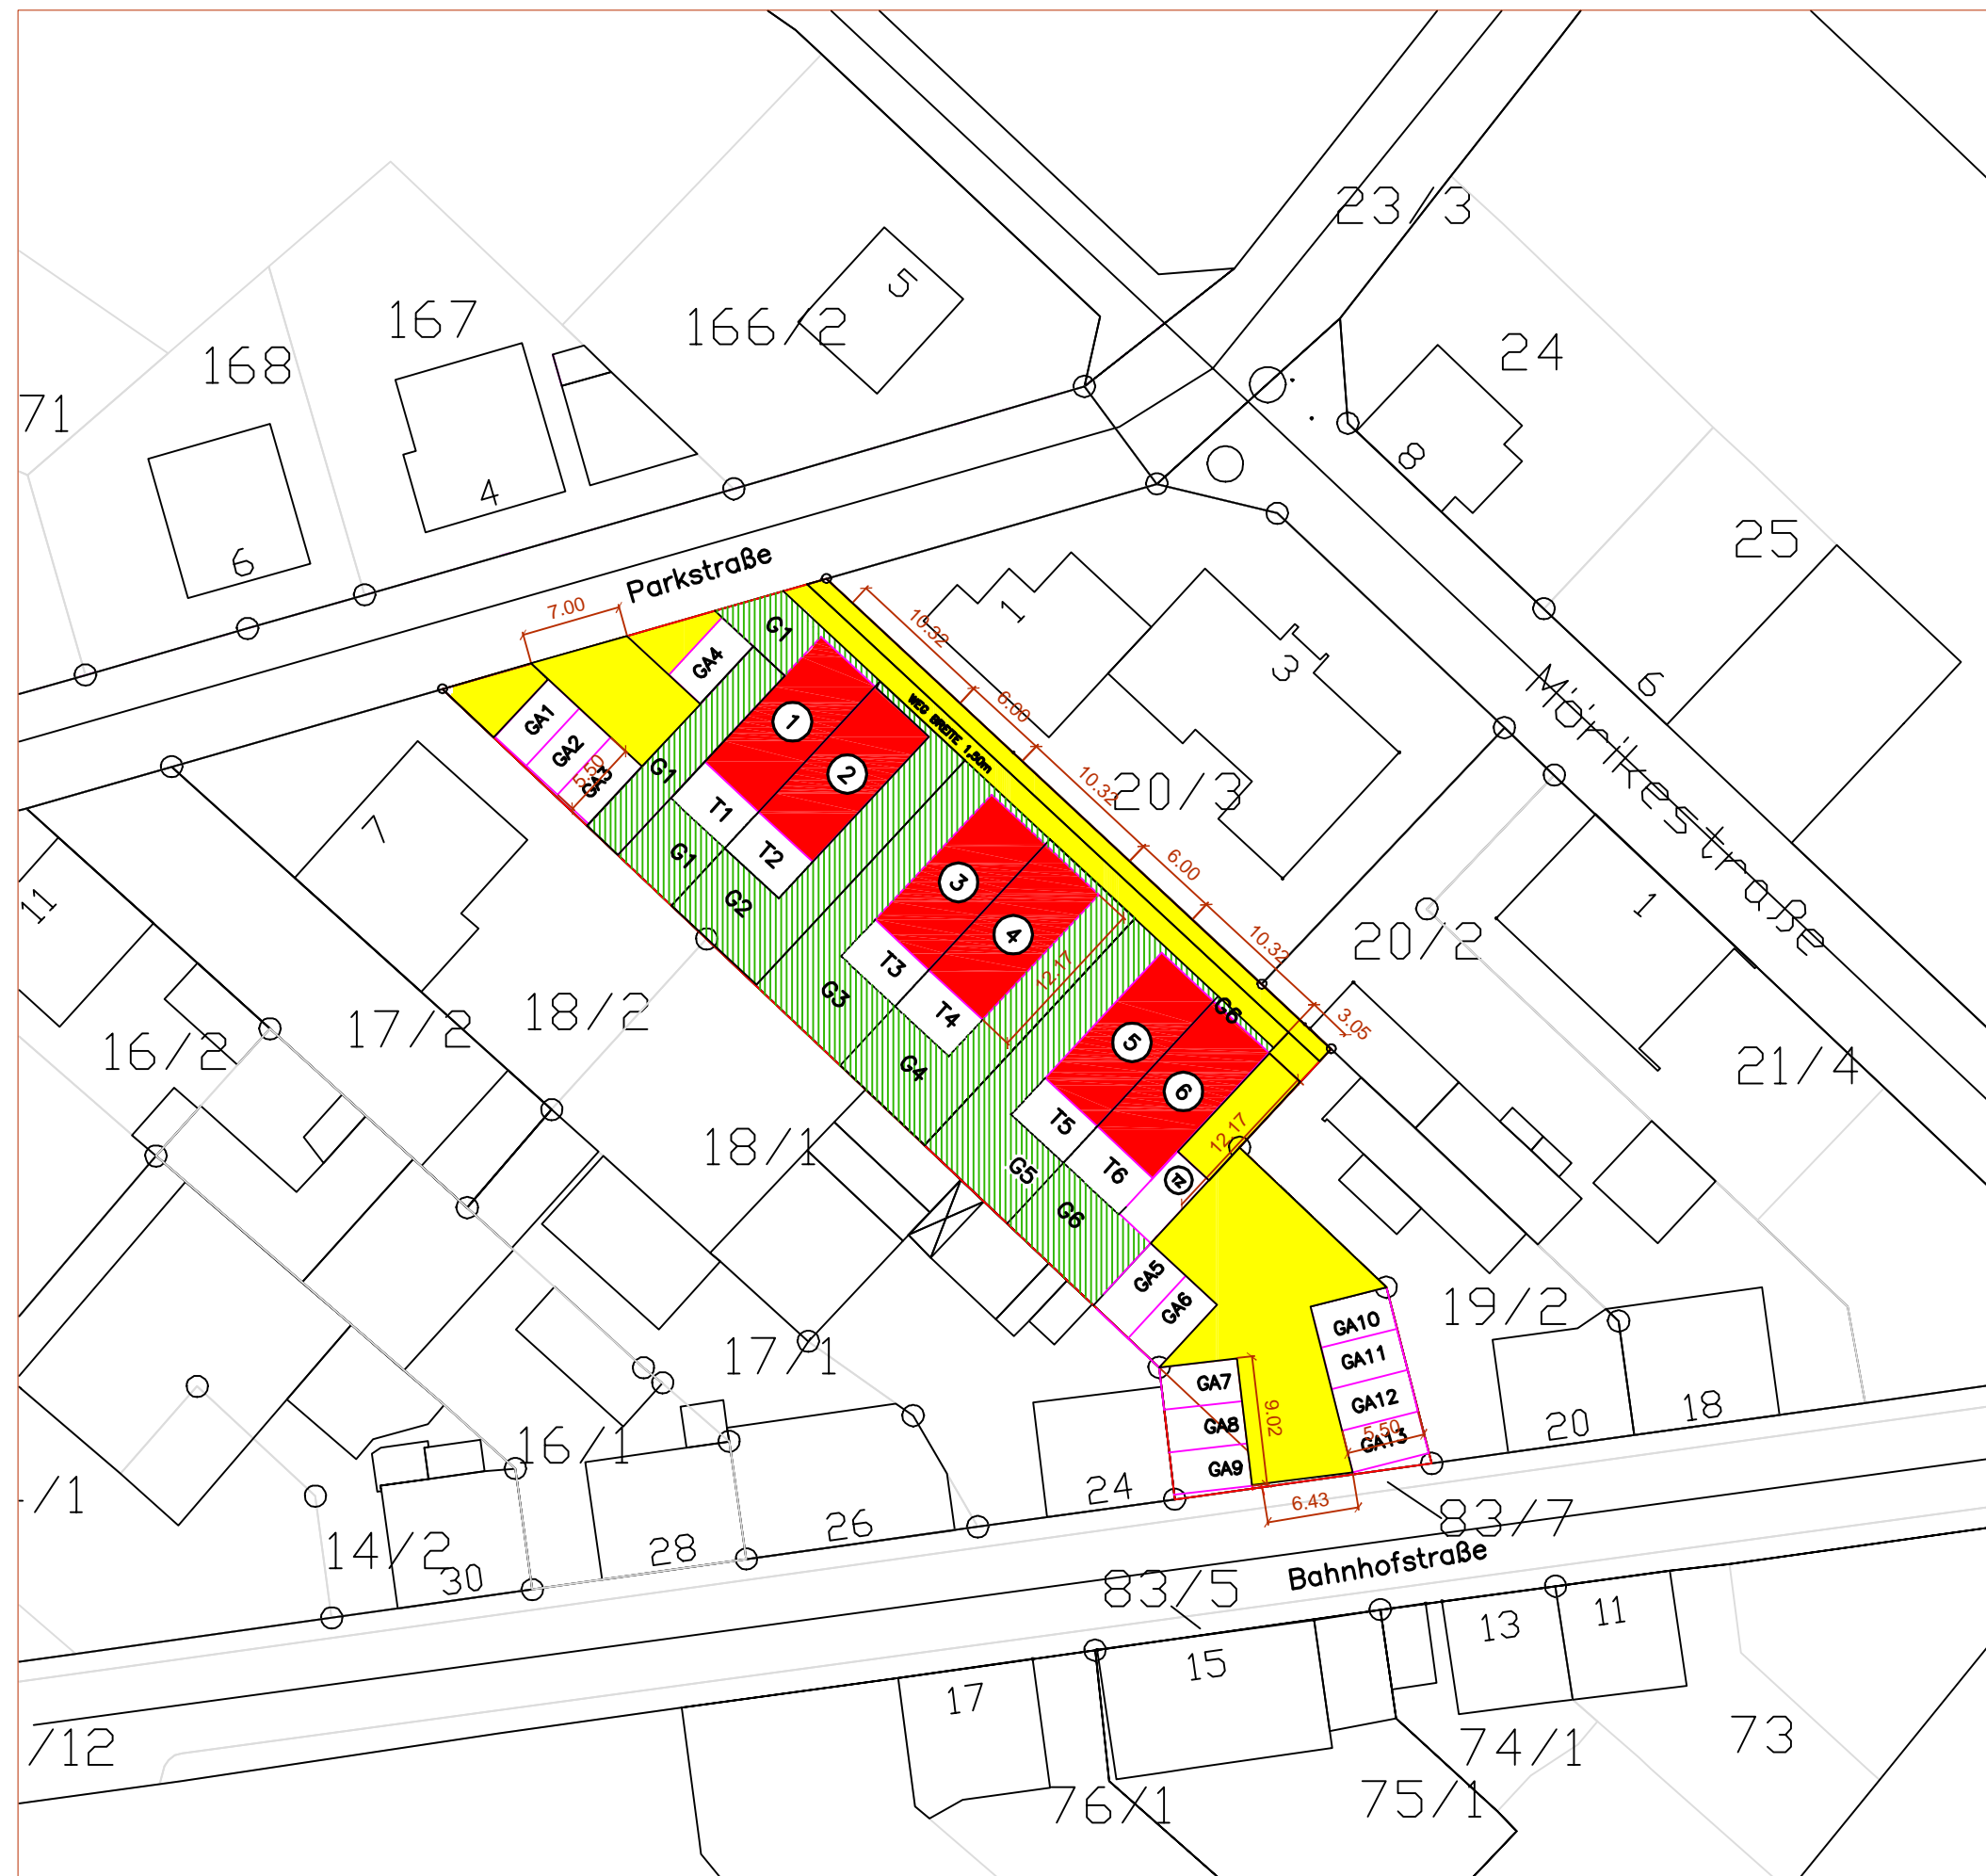 23/3
5
167
166/2
168
24
71
8
4
25
6
Parkstraße
7.00
G1
10.32
1
3
6
Mörikestraße
GA4
GA1
GA2
GA3
5.50
G1
1
2
WEG BREITE 1,50m
6.00
10.32
20/3
T1
T2
7
G1
G2
11
3
4
6.00
1
20/2
10.32
T3
T4
G3
12.17
G6
3.05
18/2
17/2
16/2
5
21/4
G4
6
T5
T6
12.17
TZ
18/1
G5
G6
GA5
GA6
19/2
GA10
GA11
GA12
GA13
5.50
17/1
GA7
GA8
GA9
9.02
20
18
16/1
24
6.43
83/7
/1
14/2
30
28
26
Bahnhofstraße
83/5
13
11
15
17
/12
74/1
73
76/1
75/1